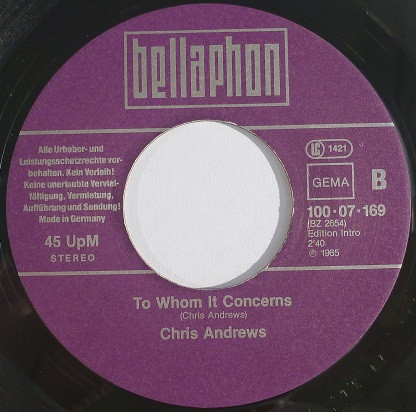 bellaphon
Alle Urheber- und
Leistungsschutzrechte vor-
behalten. Kein Verleih!
Keine unerlaubte Verviel-
fältigung, Vermietung,
Aufführung und Sendung!
Made in Germany
45 UpM
STEREO
LC 1421
GEMA
B
100·07·169
(BZ 2654)
Edition Intro
2'40
℗ 1965
To Whom It Concerns
(Chris Andrews)
Chris Andrews